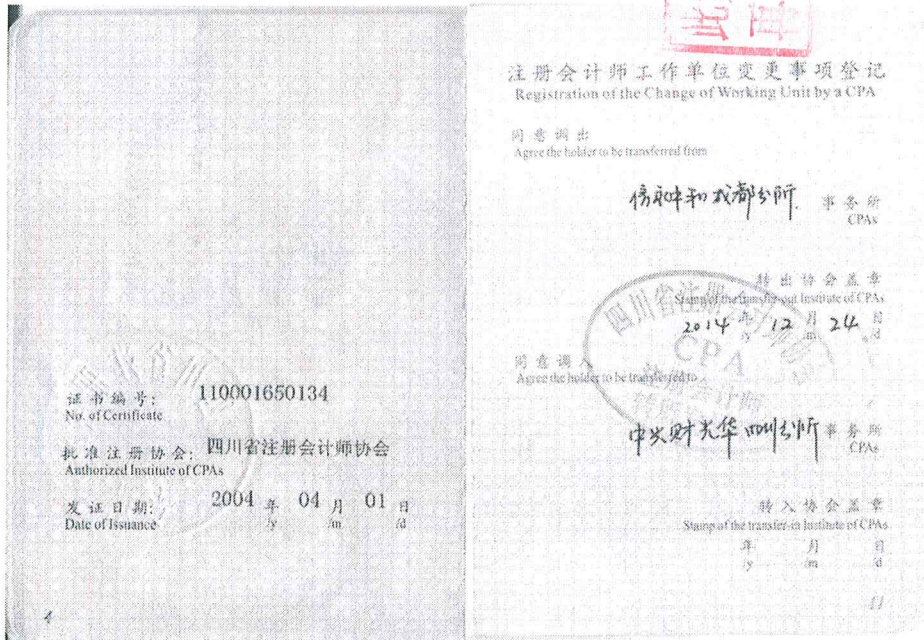 证书编号: 110001650134
No. of Certificate
批准注册协会: 四川省注册会计师协会
Authorized Institute of CPAs
发证日期: 2004 年 04 月 01 日
Date of Issuance /y /m /d
4
注册会计师工作单位变更事项登记
Registration of the Change of Working Unit by a CPA
同意调出
Agree the holder to be transferred from
信永中和成都分所 事务所
CPAs
转出协会盖章
Stamp of the transfer-out Institute of CPAs
2014 年 12 月 24 日
/y /m /d
四川省注册会计师协会
CPA
注册会计师
同意调入
Agree the holder to be transferred to
中兴财光华四川分所 事务所
CPAs
转入协会盖章
Stamp of the transfer-in Institute of CPAs
年 月 日
/y /m /d
11